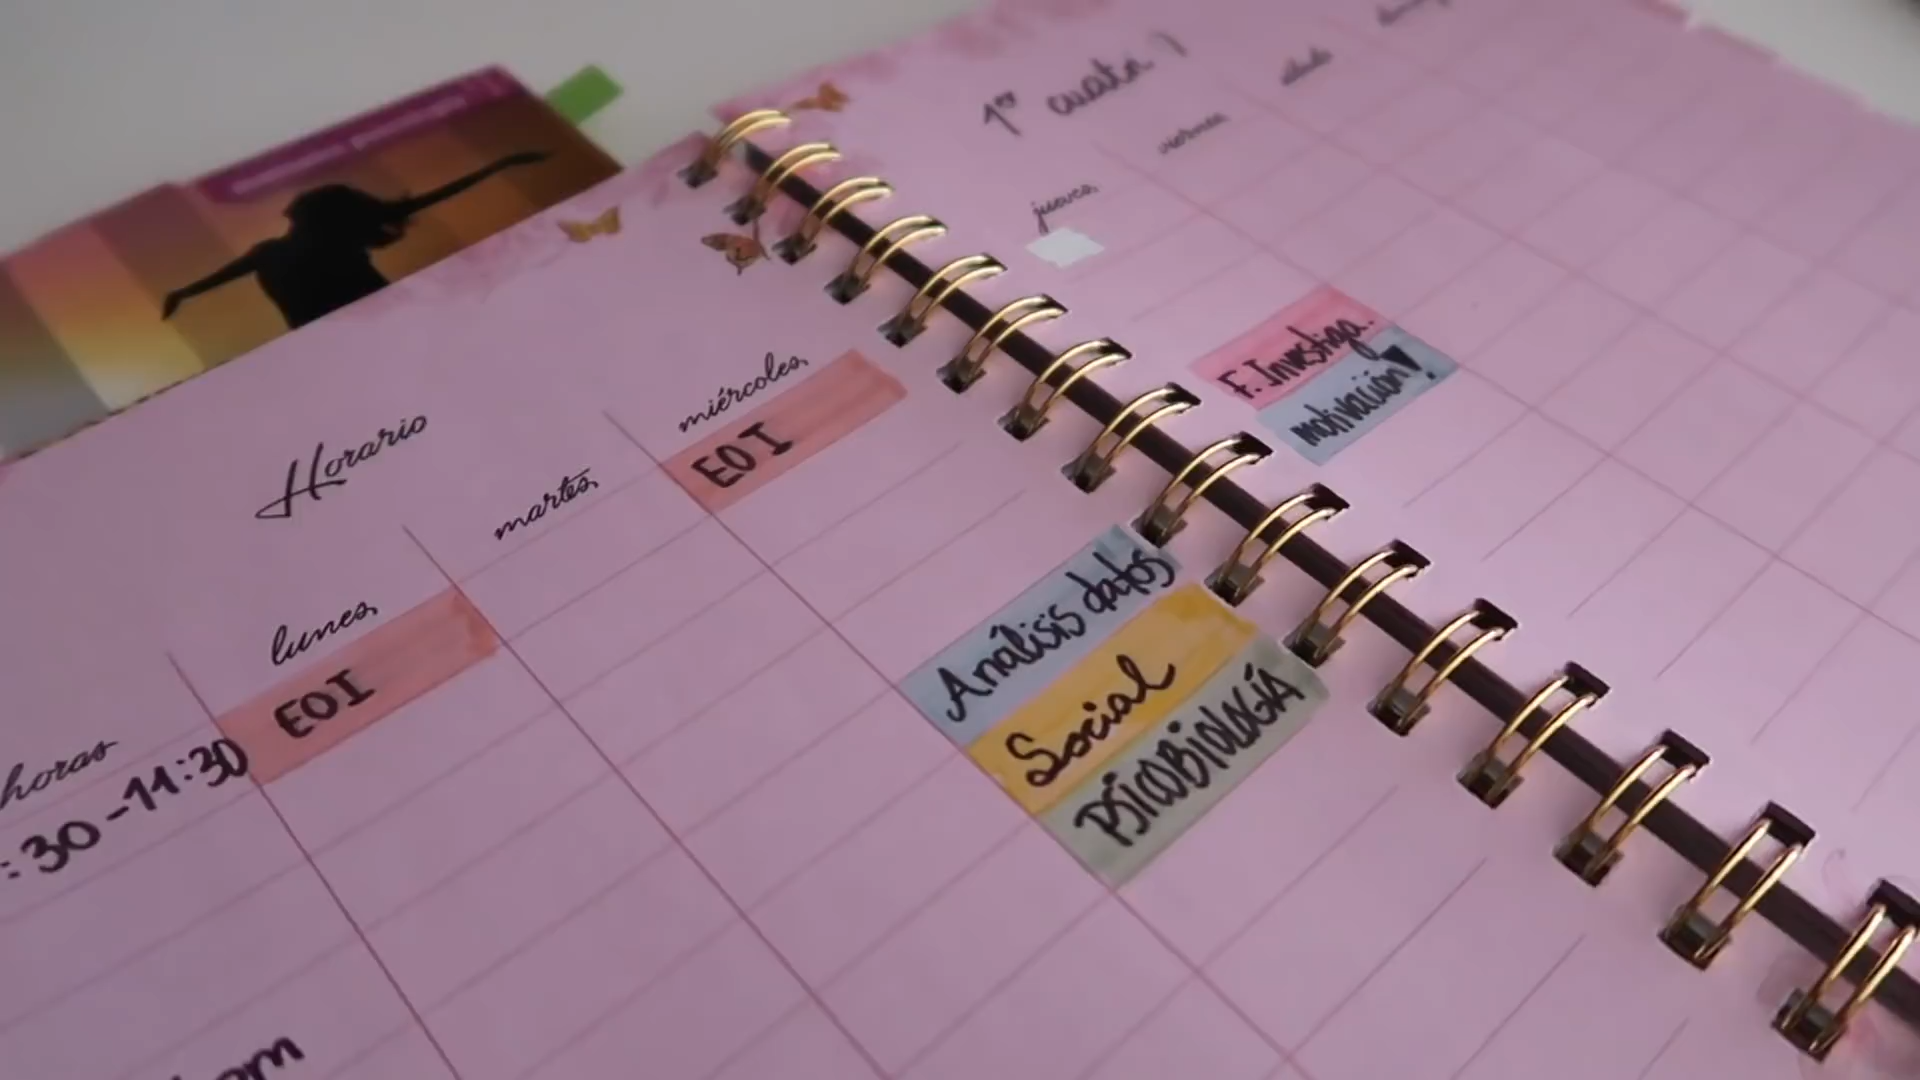 Horario
horas
lunes
martes
miércoles
:30-11:30
EOI
EOI
Análisis datos
Social
PSICOBIOLOGÍA
1er cuatri
jueves
viernes
sábado
F. Investiga.
motivación